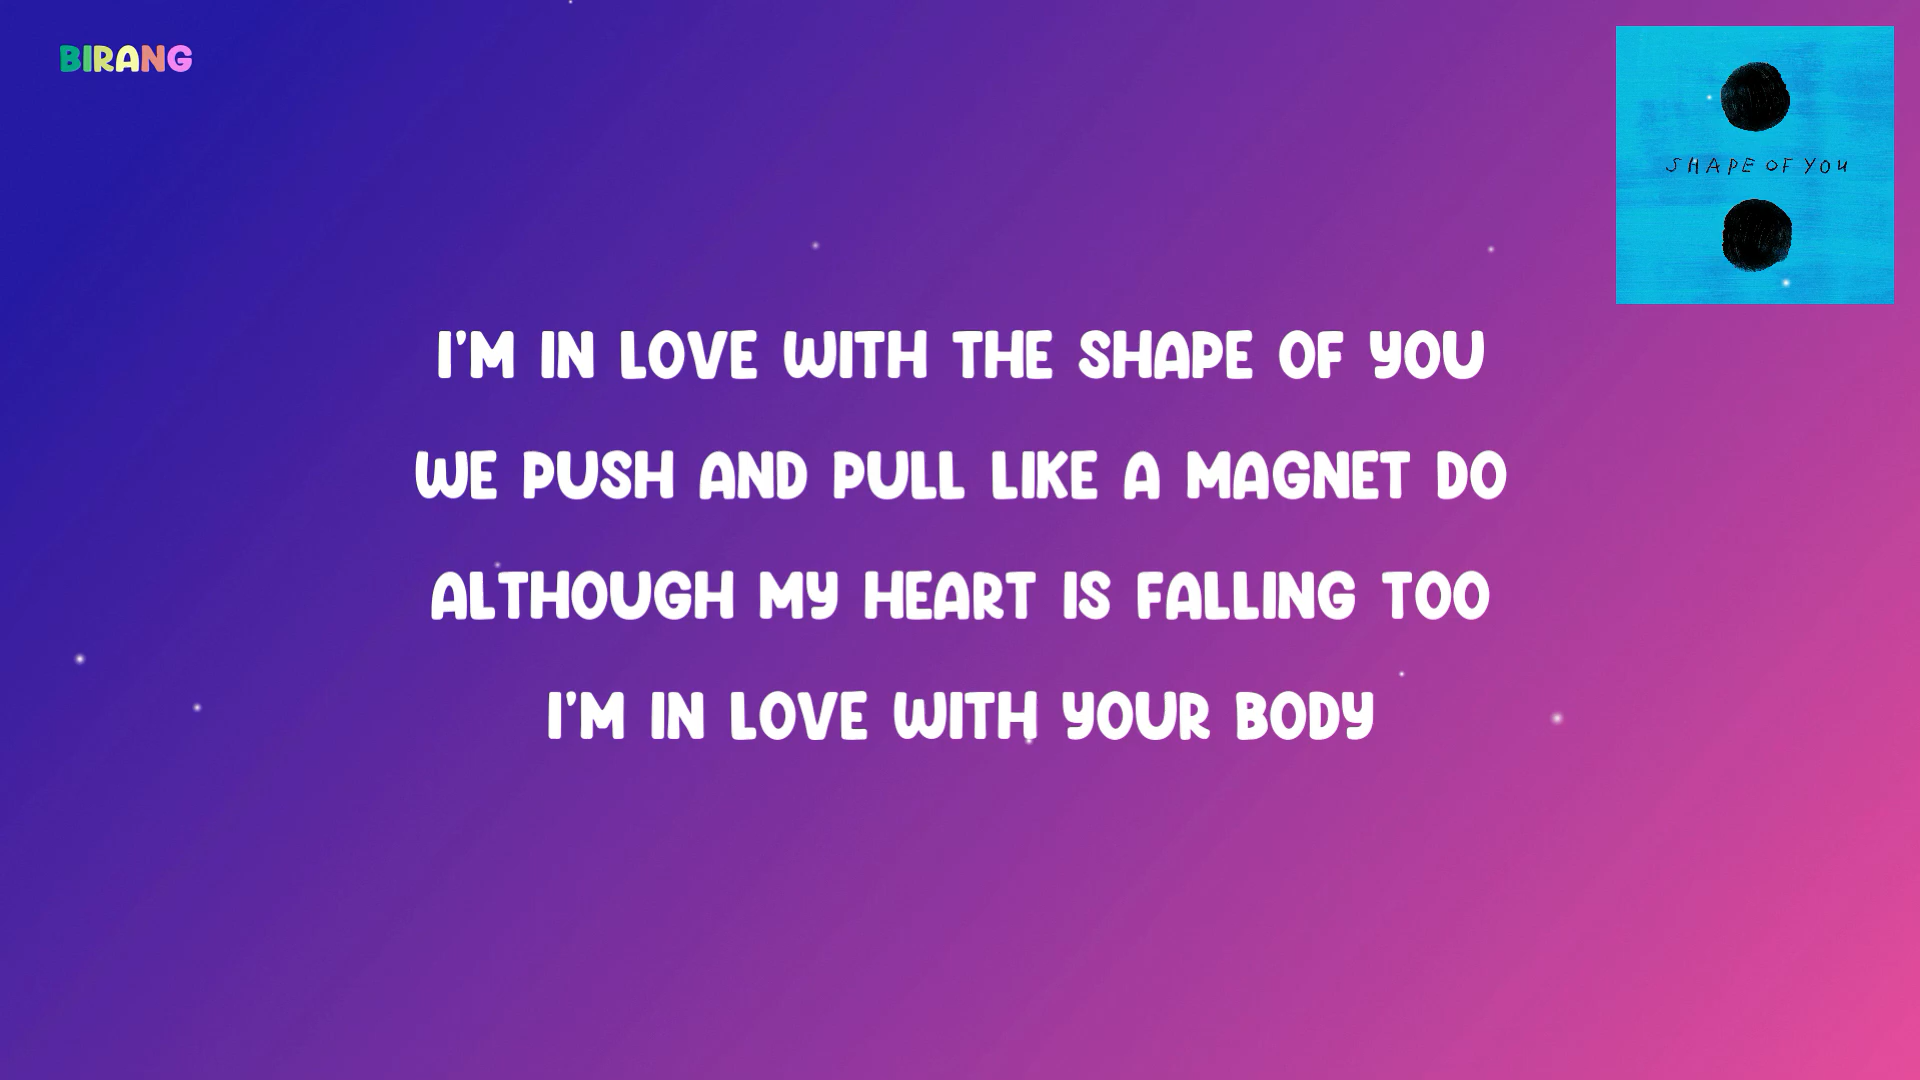 BIRANG
SHAPE OF YOU
I'M IN LOVE WITH THE SHAPE OF YOU
WE PUSH AND PULL LIKE A MAGNET DO
ALTHOUGH MY HEART IS FALLING TOO
I'M IN LOVE WITH YOUR BODY